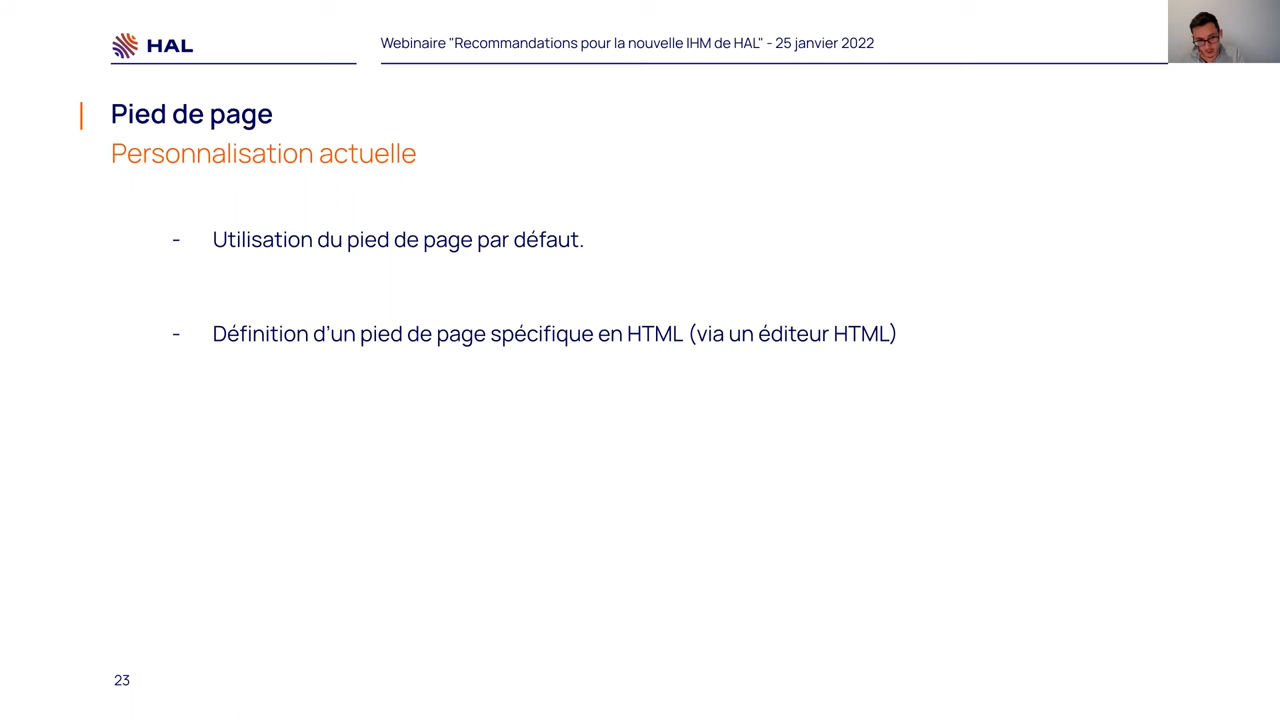 HAL
Webinaire "Recommandations pour la nouvelle IHM de HAL" - 25 janvier 2022
Pied de page
Personnalisation actuelle
- Utilisation du pied de page par défaut.
- Définition d’un pied de page spécifique en HTML (via un éditeur HTML)
23